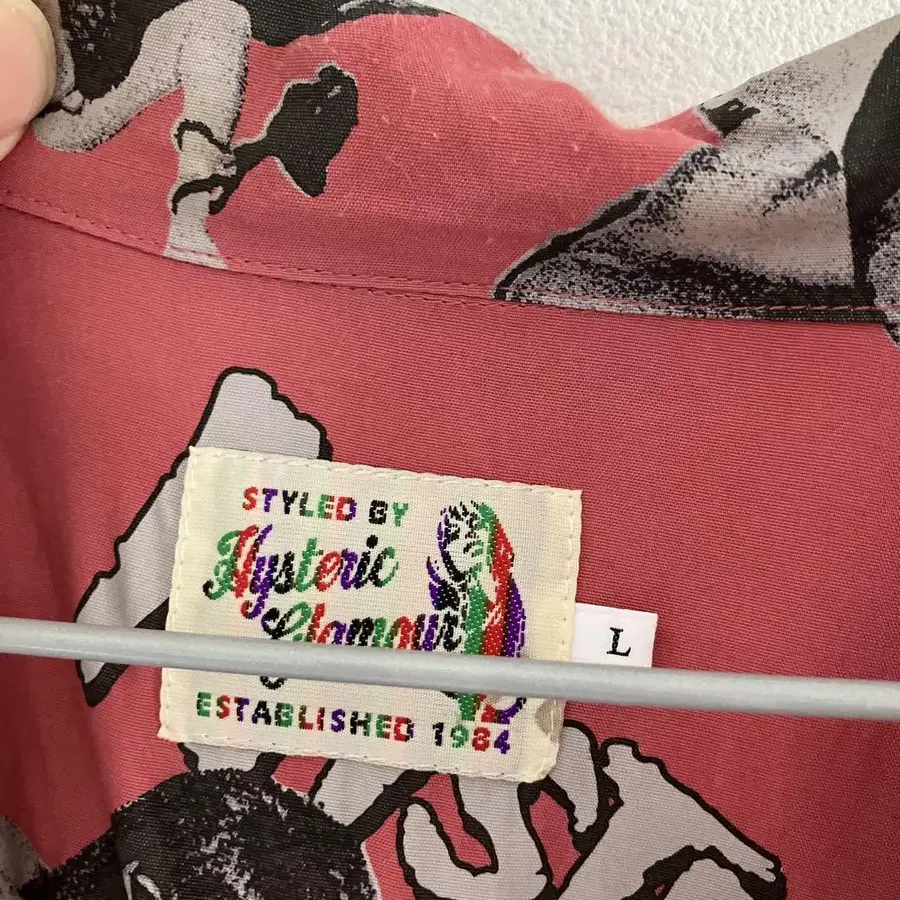 STYLED BY
Hysteric
Glamour
ESTABLISHED 1984
L